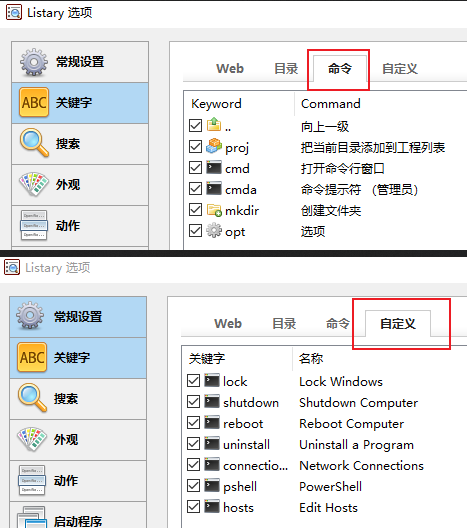 Listary 选项
常规设置
ABC 关键字
搜索
外观
动作
Web 目录 命令 自定义
Keyword Command
.. 向上一级
proj 把当前目录添加到工程列表
cmd 打开命令行窗口
cmda 命令提示符 （管理员）
mkdir 创建文件夹
opt 选项
Listary 选项
常规设置
ABC 关键字
搜索
外观
动作
启动程序
Web 目录 命令 自定义
关键字 名称
lock Lock Windows
shutdown Shutdown Computer
reboot Reboot Computer
uninstall Uninstall a Program
connectio... Network Connections
pshell PowerShell
hosts Edit Hosts